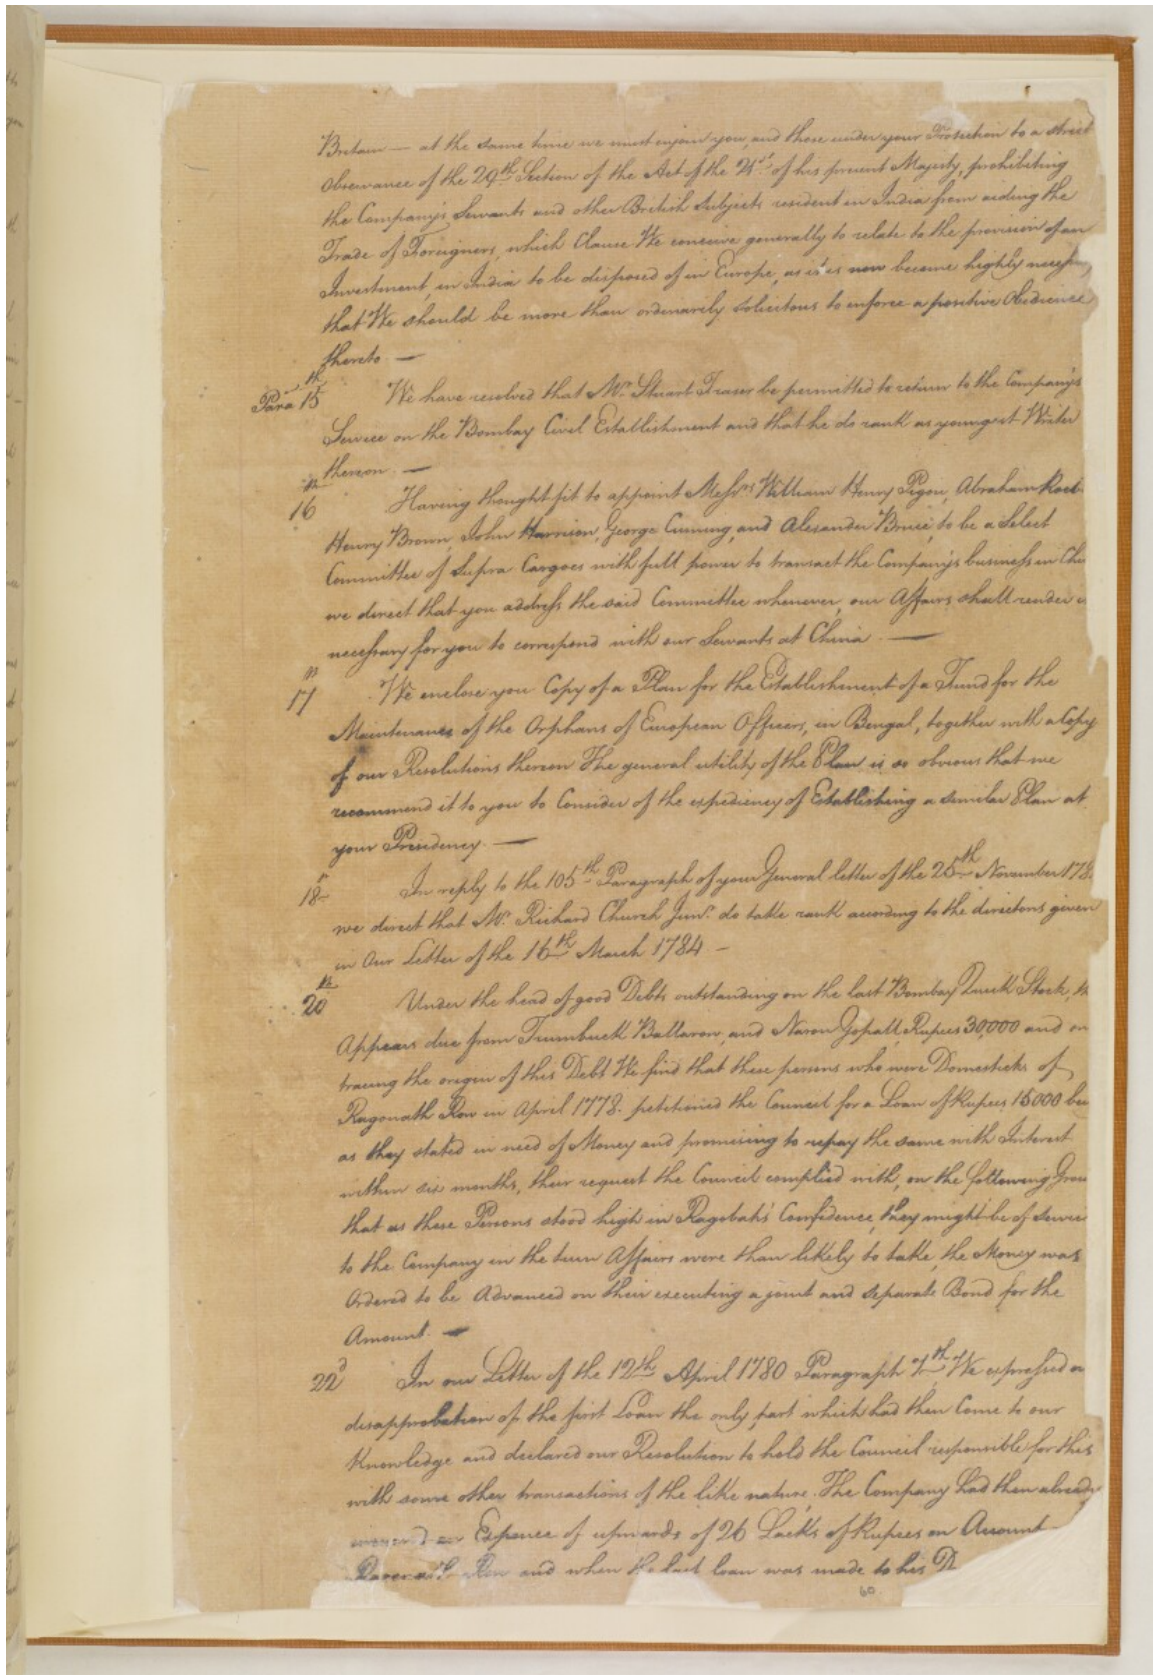 Britain — at the same time we must enjoin you, and those under your Protection to a strict
Observance of the 29th Section of the Act of the 21st of his present Majesty, prohibiting
the Company's Servants and other British Subjects resident in India from aiding the
Trade of Foreigners, which Clause We conceive generally to relate to the provision of an
Investment, in India to be disposed of in Europe, as it is now become highly necessary
that We should be more than ordenarily solicitous to enforce a positive Obedience
thereto. —
Para 15th We have resolved that Mr. Stuart Fraser be permitted to return to the Company's
Service on the Bombay Civil Establishment and that he do rank as youngest Writer
thereon. —
16th Having thought fit to appoint Messrs William Henry Pigou, Abraham Roeb
Henry Brown, John Harrison, George Cuming, and Alexander Bruce, to be a Select
Committee of Supra Cargoes with full power to transact the Company's business in Chi
we direct that you address the said Committee whenever, our Affairs shall render i
necessary for you to correspond with our Servants at China. —
17th We enclose you Copy of a Plan for the Establishment of a Fund for the
Maintenance of the Orphans of European Officers, in Bengal, together with a Copy
of our Resolutions thereon The general utility of the Plan is so obvious that we
recommend it to you to Consider of the expediency of Establishing a similar Plan at
your Presidency. —
18 In reply to the 105th Paragraph of your General letter of the 25th November 178
we direct that Mr. Richard Church Junr. do take rank according to the directons given
in Our Letter of the 16th March 1784 —
20th Under the head of good Debts outstanding on the last Bombay Quick Stock, th
Appears due from Trumbuck Ballarow, and Naron Gopall, Rupees 30,000 and on
tracing the origin of this Debt We find that these persons who were Domesticks of
Ragonath Row in April 1778. petitioned the Council for a Loan of Rupees 15000 bei
as they stated in need of Money and promising to repay the same with Interest
within six months, their request the Council complied with, on the following Grou
that as these Persons stood high in Ragobah's Confidence, they might be of Service
to the Company in the turn Affairs were than likely to take, the Money was
Ordered to be Advanced on their executing a joint and separate Bond for the
Amount. —
22d In our Letter of the 12th April 1780 Paragraph 7th We expressed ou
disapprobation of the first Loan the only part which had then Come to our
Knowledge and declared our Resolution to hold the Council responsible for this
with some other transactions of the like nature. The Company had then already
Expence of upwards of 26 Lacks of Rupees on Account
Row and when the last loan was made to his D
60